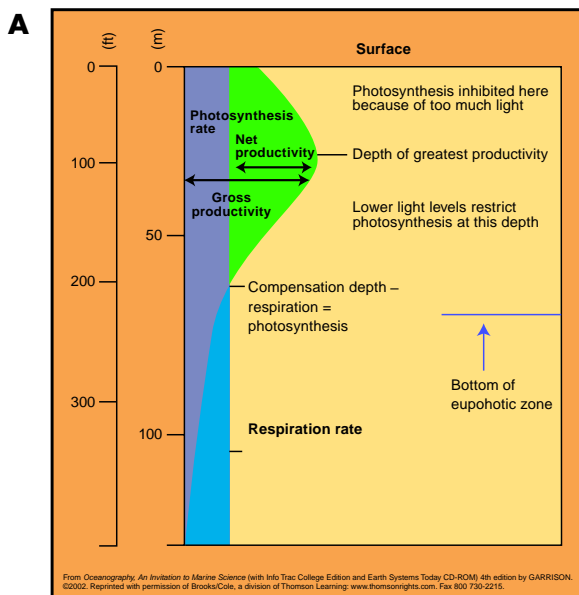 A
(ft)
(m)
Surface
0
0
Photosynthesis inhibited here
because of too much light
Photosynthesis
rate
Net
productivity
100
Depth of greatest productivity
Gross
productivity
Lower light levels restrict
photosynthesis at this depth
50
200
Compensation depth –
respiration =
photosynthesis
Bottom of
eupohotic zone
300
Respiration rate
100
From Oceanography, An Invitation to Marine Science (with Info Trac College Edition and Earth Systems Today CD-ROM) 4th edition by GARRISON.
©2002. Reprinted with permission of Brooks/Cole, a division of Thomson Learning: www.thomsonrights.com. Fax 800 730-2215.